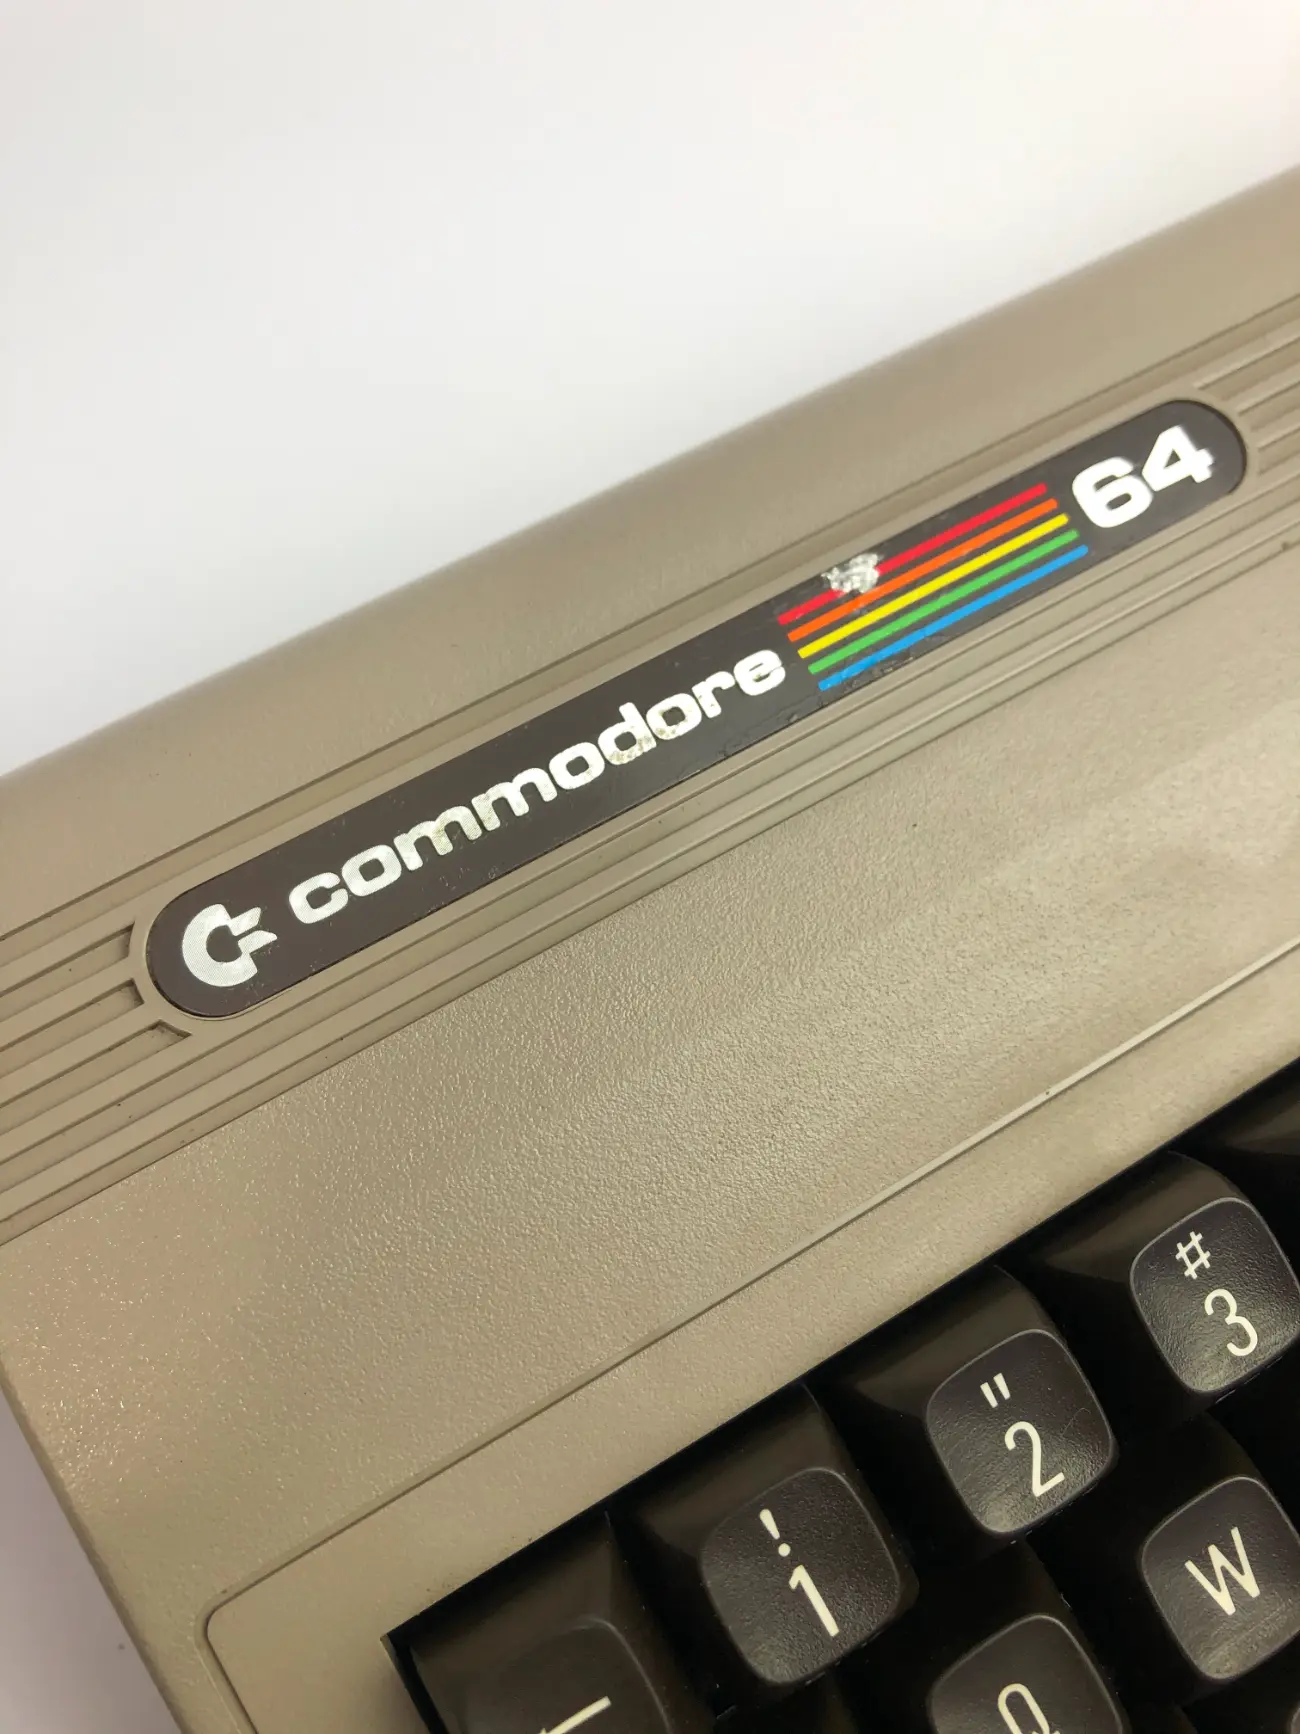 commodore 64
# 3
" 2
! 1
W
Q
←